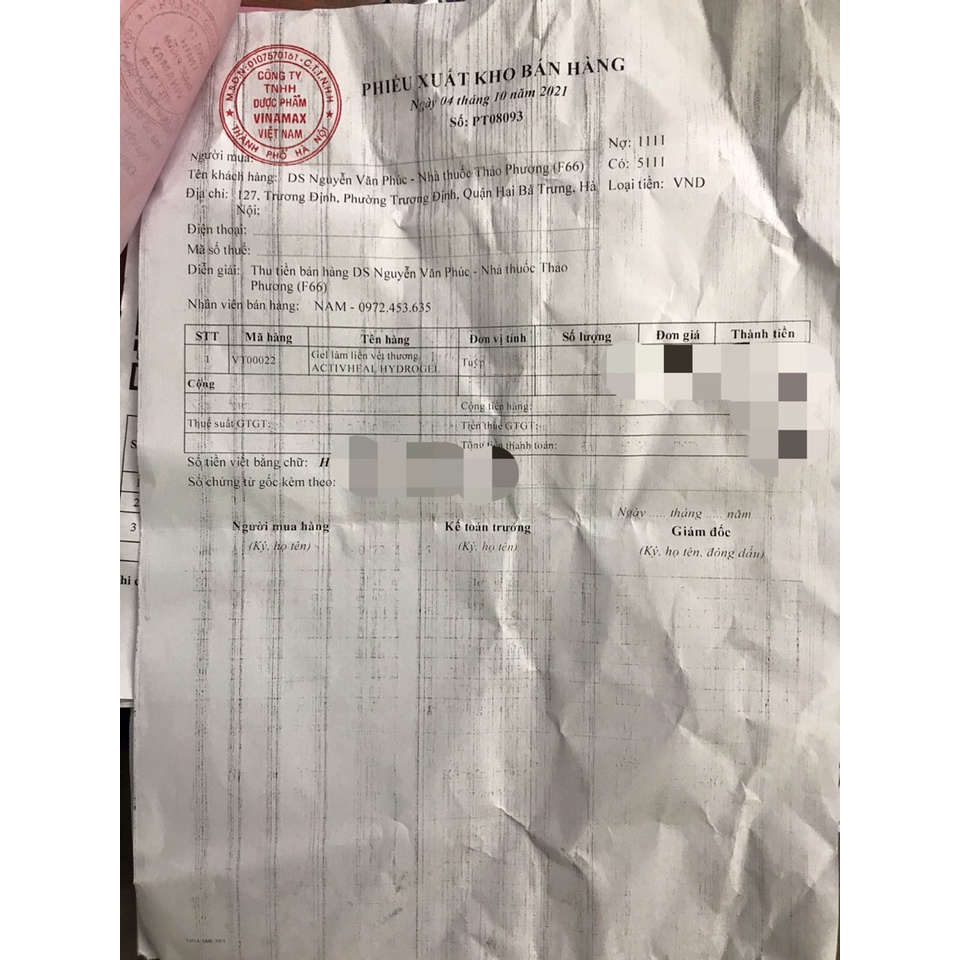 M.S.D.N:0107570161-C.T.T.N.H.H
CÔNG TY
TNHH
DƯỢC PHẨM
VINAMAX
VIỆT NAM
THÀNH PHỐ HÀ NỘI
PHIẾU XUẤT KHO BÁN HÀNG
Ngày 04 tháng 10 năm 2021
Số: PT08093
Nợ: 1111
Người mua:
Có: 5111
Tên khách hàng: DS Nguyễn Văn Phúc - Nhà thuốc Thảo Phương (F66)
Loại tiền: VND
Địa chỉ: 127, Trương Định, Phường Trương Định, Quận Hai Bà Trưng, Hà
Nội;
Điện thoại:
Mã số thuế:
Diễn giải: Thu tiền bán hàng DS Nguyễn Văn Phúc - Nhà thuốc Thảo
Phương (F66)
Nhân viên bán hàng: NAM - 0972.453.635
STT Mã hàng Tên hàng Đơn vị tính Số lượng Đơn giá Thành tiền
1 VT00022 Gel làm liền vết thương Tuýp
ACTIVHEAL HYDROGEL
Cộng
Cộng tiền hàng:
Thuế suất GTGT: Tiền thuế GTGT:
Tổng tiền thanh toán:
Số tiền viết bằng chữ: H
Số chứng từ gốc kèm theo:
Ngày ..... tháng ..... năm
Người mua hàng Kế toán trưởng Giám đốc
(Ký, họ tên) (Ký, họ tên) (Ký, họ tên, đóng dấu)